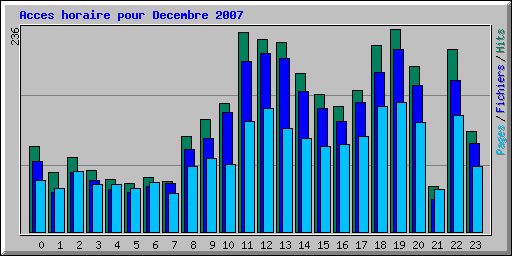 Acces horaire pour Decembre 2007
236
Pages / Fichiers / Hits
0 1 2 3 4 5 6 7 8 9 10 11 12 13 14 15 16 17 18 19 20 21 22 23